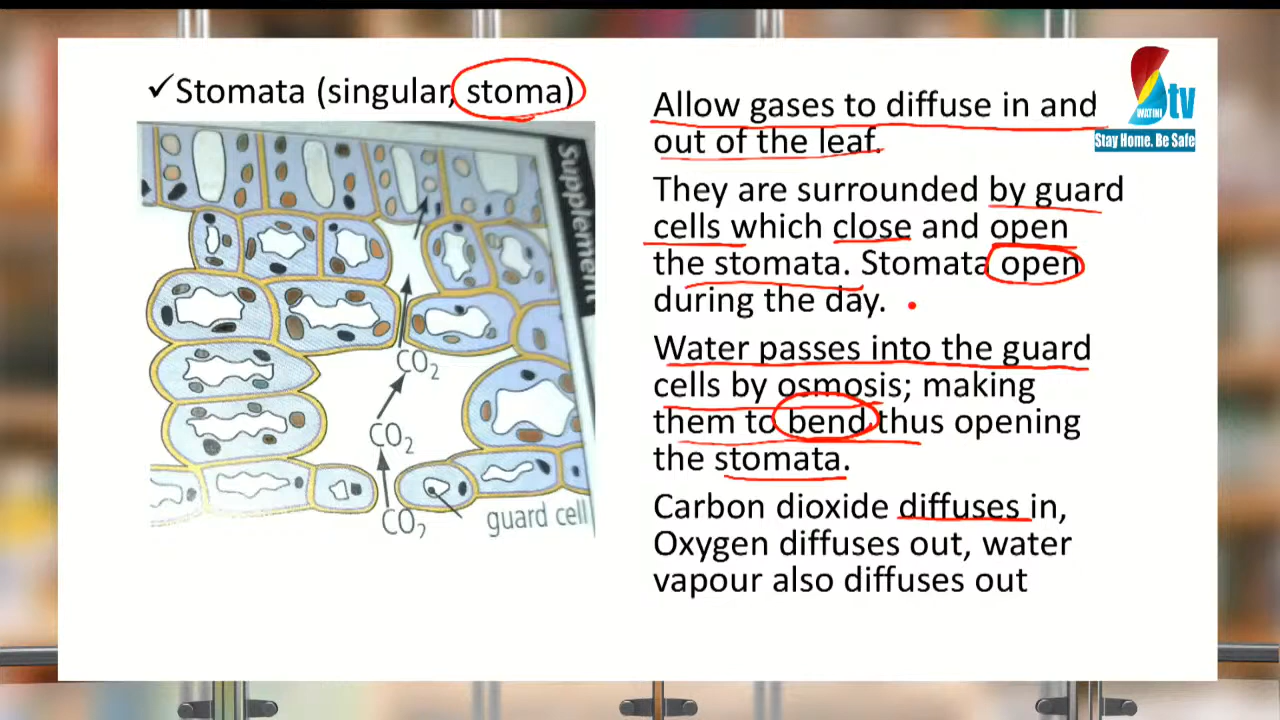 ✓Stomata (singular, stoma)
Supplement
CO2
CO2
CO2
guard cell
Allow gases to diffuse in and
out of the leaf.
They are surrounded by guard
cells which close and open
the stomata. Stomata open
during the day.
Water passes into the guard
cells by osmosis; making
them to bend thus opening
the stomata.
Carbon dioxide diffuses in,
Oxygen diffuses out, water
vapour also diffuses out
tv
Stay Home. Be Safe